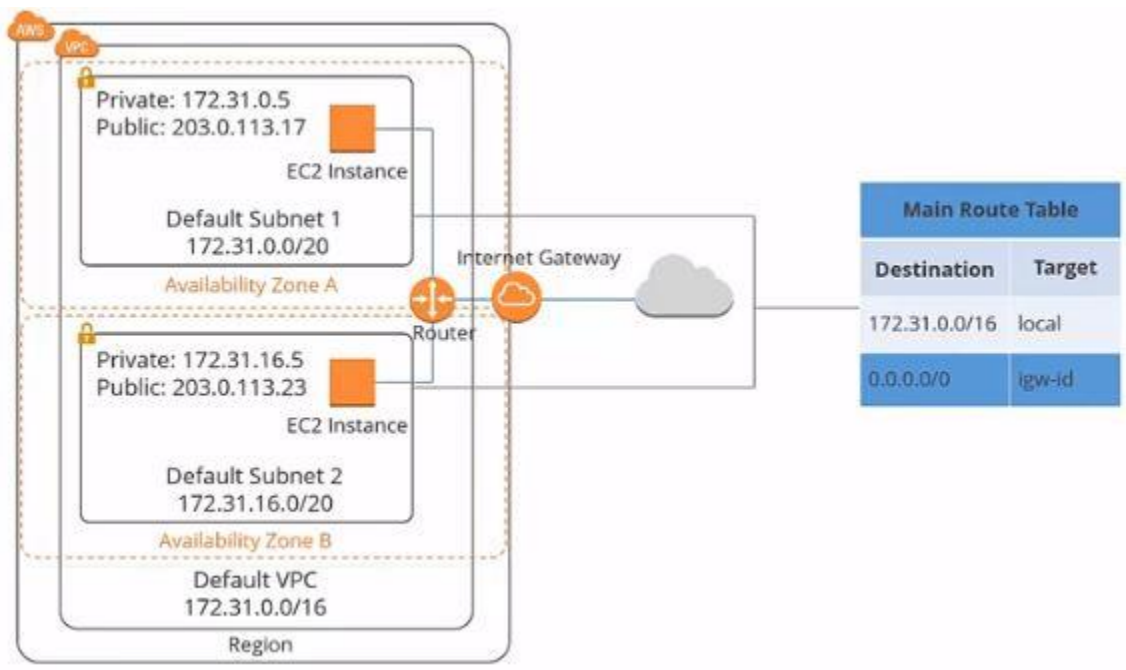 AWS
VPC
Private: 172.31.0.5
Public: 203.0.113.17
EC2 Instance
Default Subnet 1
172.31.0.0/20
Availability Zone A
Internet Gateway
Router
Private: 172.31.16.5
Public: 203.0.113.23
EC2 Instance
Default Subnet 2
172.31.16.0/20
Availability Zone B
Default VPC
172.31.0.0/16
Region
Main Route Table
Destination Target
172.31.0.0/16 local
0.0.0.0/0 igw-id